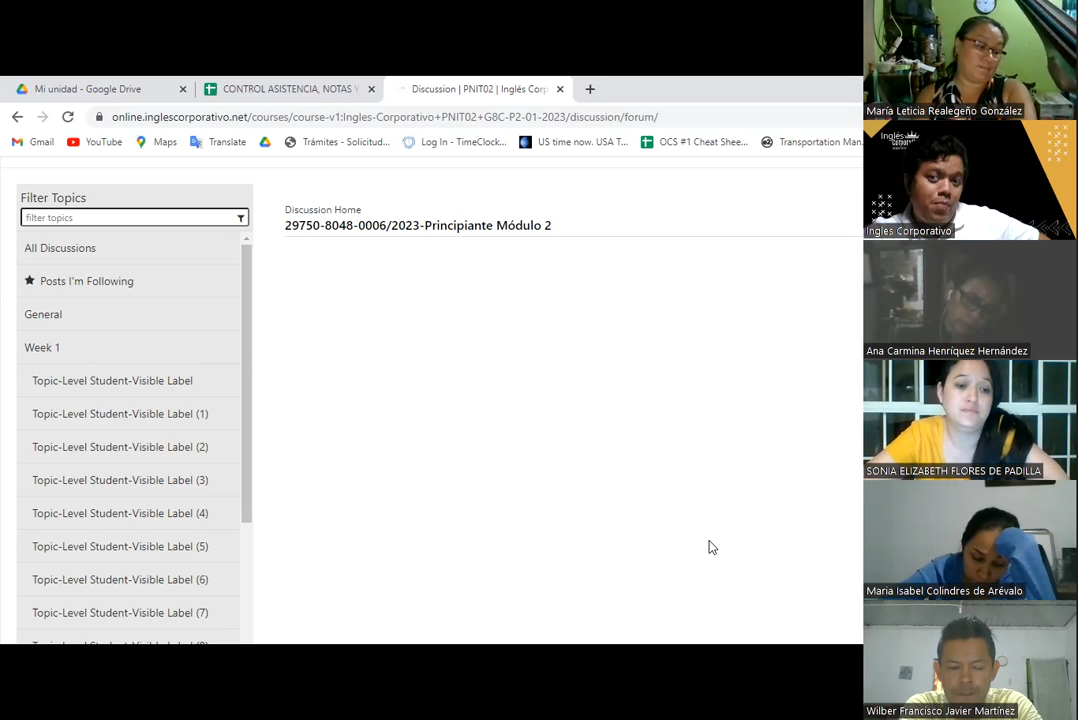 Mi unidad - Google Drive
CONTROL ASISTENCIA, NOTAS Y
Discussion | PNIT02 | Inglés Corp
online.inglescorporativo.net/courses/course-v1:Ingles-Corporativo+PNIT02+G8C-P2-01-2023/discussion/forum/
Gmail
YouTube
Maps
Translate
Trámites - Solicitud...
Log In - TimeClock...
US time now. USA T...
OCS #1 Cheat Shee...
Transportation Man
Filter Topics
filter topics
All Discussions
Posts I'm Following
General
Week 1
Topic-Level Student-Visible Label
Topic-Level Student-Visible Label (1)
Topic-Level Student-Visible Label (2)
Topic-Level Student-Visible Label (3)
Topic-Level Student-Visible Label (4)
Topic-Level Student-Visible Label (5)
Topic-Level Student-Visible Label (6)
Topic-Level Student-Visible Label (7)
Discussion Home
29750-8048-0006/2023-Principiante Módulo 2
María Leticia Realegeño González
Inglés
Corporativo
Ingles Corporativo
Ana Carmina Henríquez Hernández
SONIA ELIZABETH FLORES DE PADILLA
Maria Isabel Colindres de Arévalo
Wilber Francisco Javier Martínez